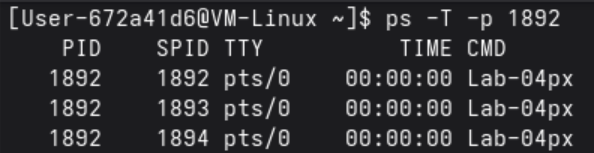 [User-672a41d6@VM-Linux ~]$ ps -T -p 1892
PID SPID TTY TIME CMD
1892 1892 pts/0 00:00:00 Lab-04px
1892 1893 pts/0 00:00:00 Lab-04px
1892 1894 pts/0 00:00:00 Lab-04px